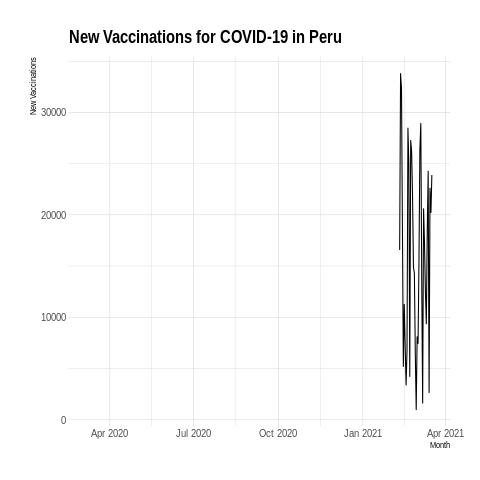 New Vaccinations for COVID-19 in Peru
New Vaccinations
30000
20000
10000
0
Apr 2020 Jul 2020 Oct 2020 Jan 2021 Apr 2021
Month